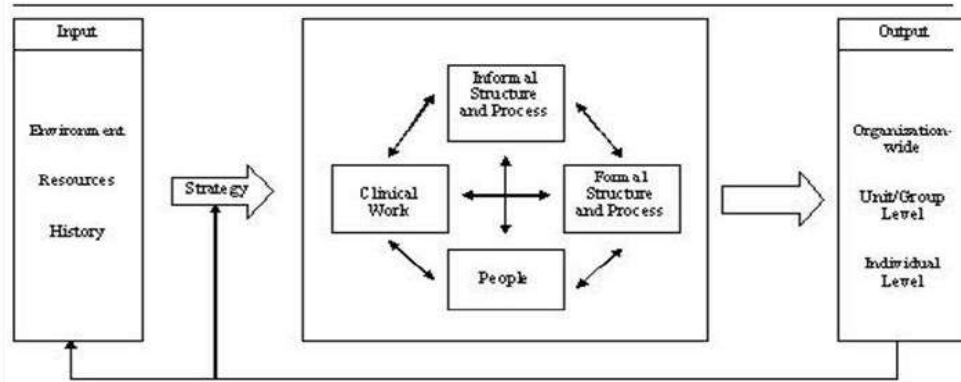 Input
Environment
Resources
History
Strategy
Informal
Structure
and Process
Clinical
Work
Formal
Structure
and Process
People
Output
Organization-
wide
Unit/Group
Level
Individual
Level